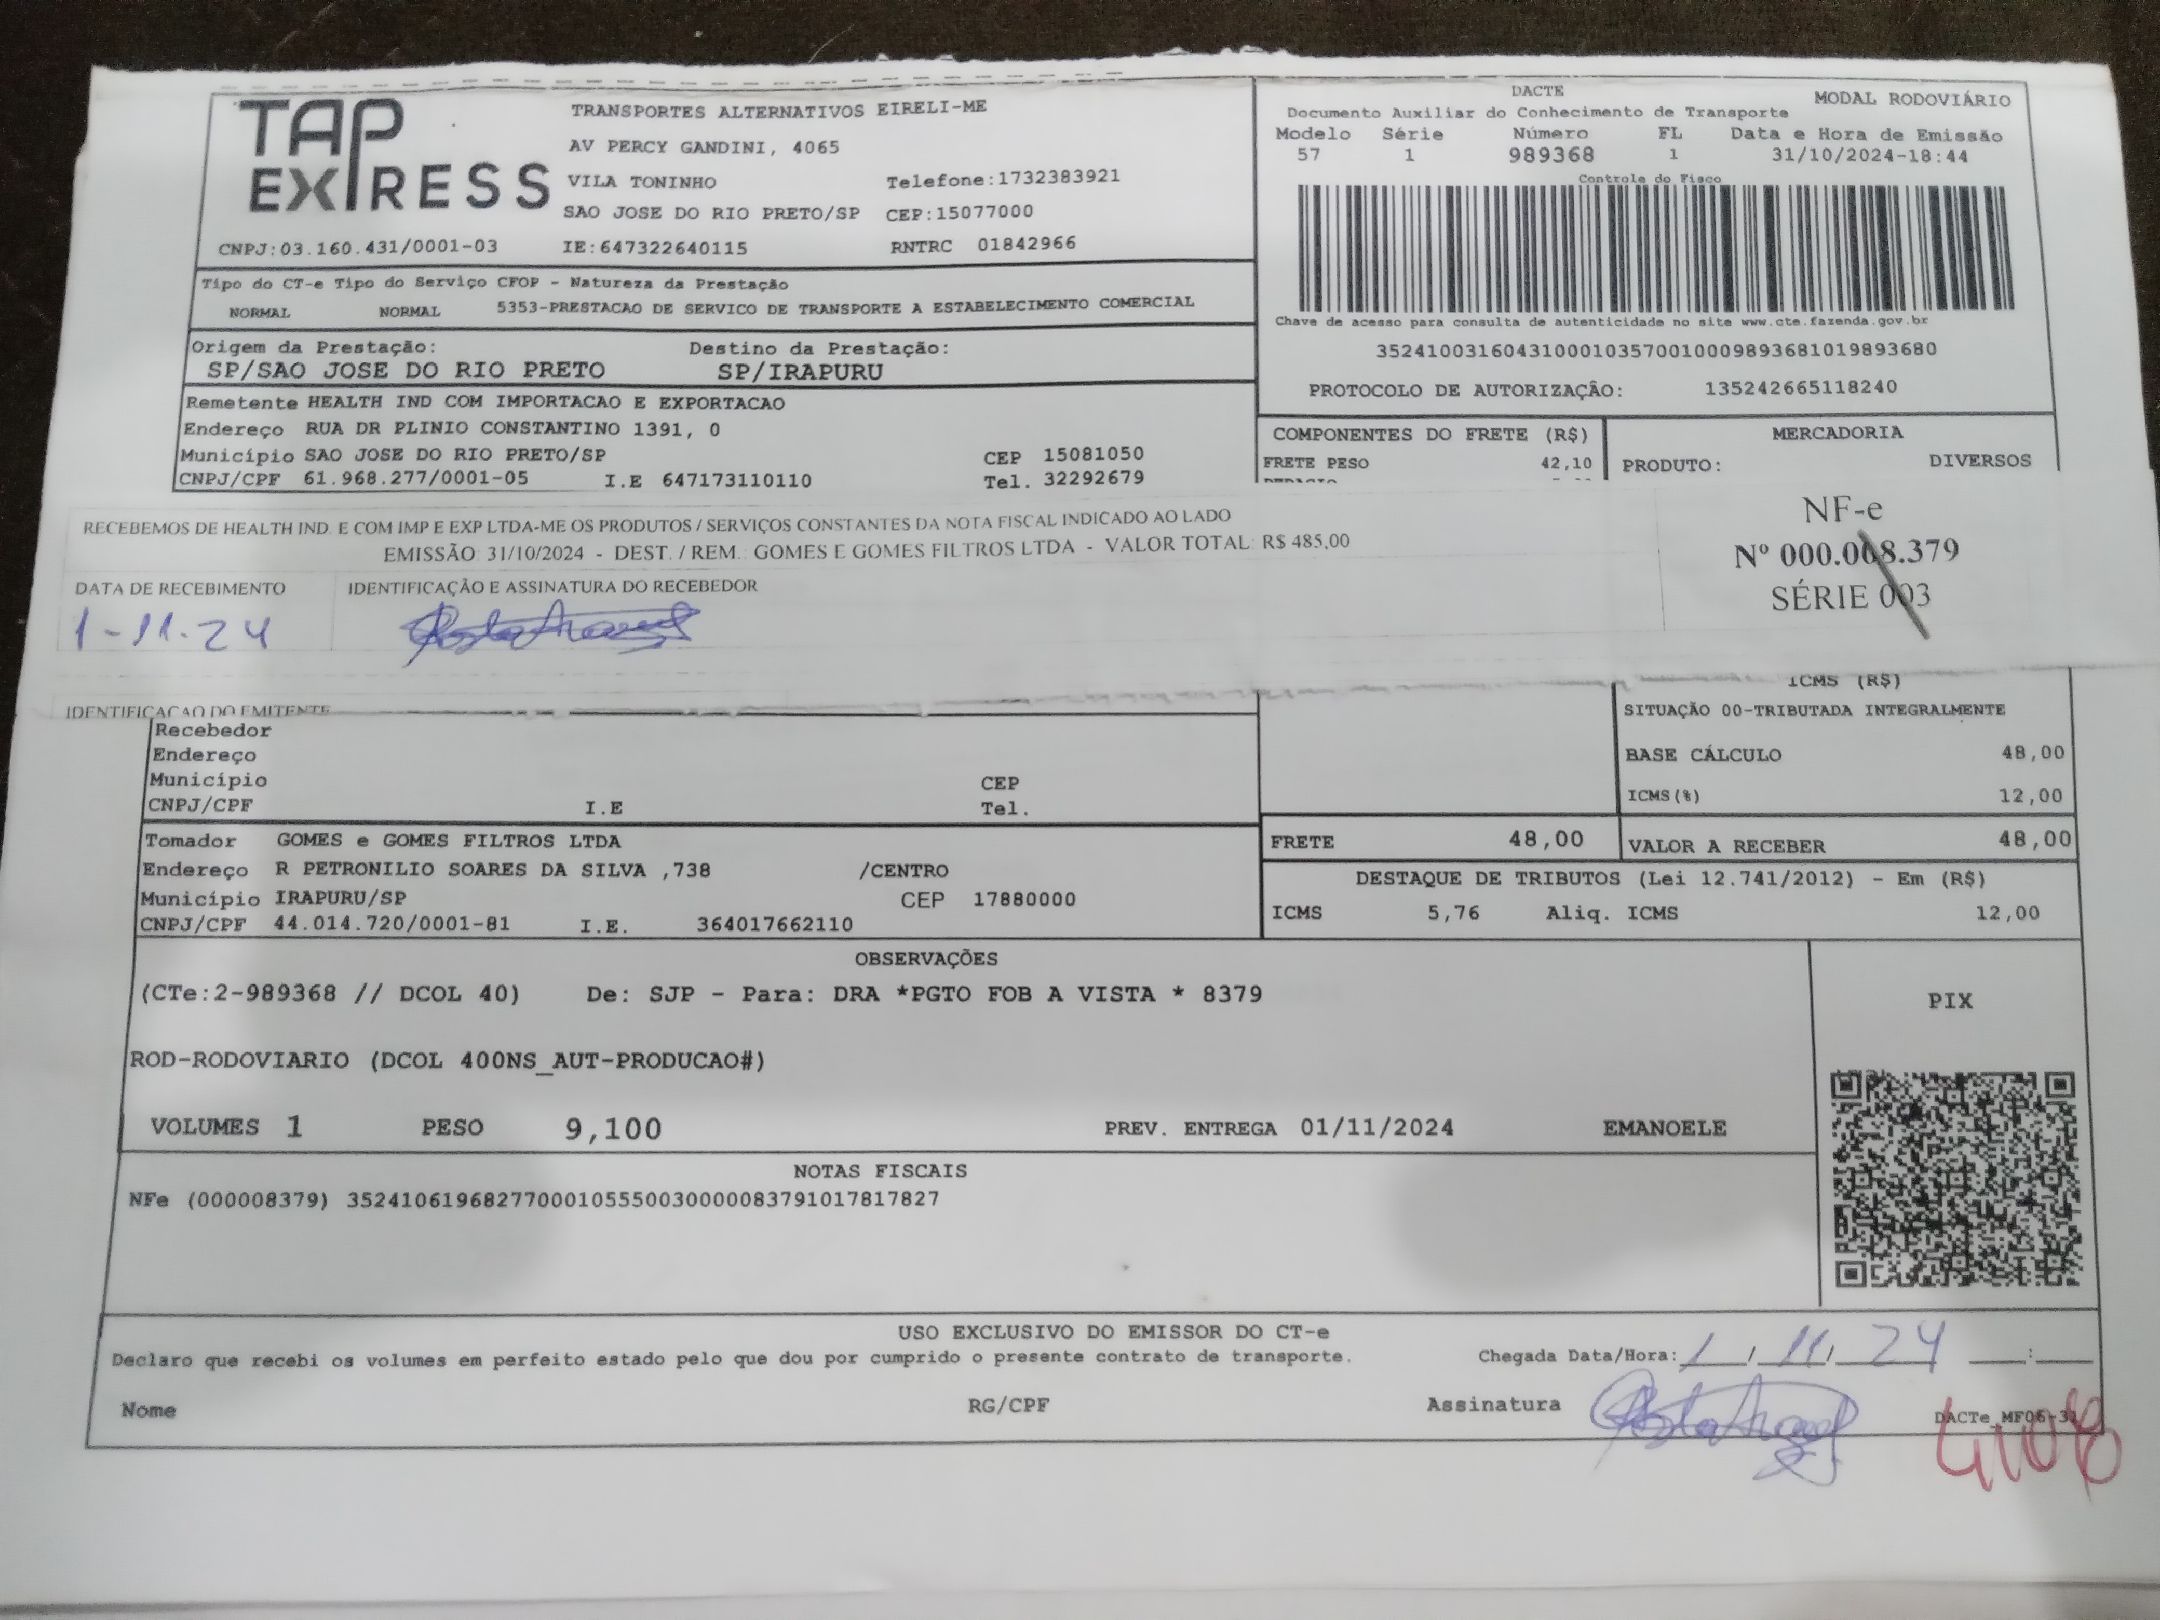 TAP EXPRESS
TRANSPORTES ALTERNATIVOS EIRELI-ME
AV PERCY GANDINI, 4065
VILA TONINHO Telefone:1732383921
SAO JOSE DO RIO PRETO/SP CEP:15077000
CNPJ:03.160.431/0001-03 IE:647322640115 RNTRC 01842966
DACTE
MODAL RODOVIÁRIO
Documento Auxiliar do Conhecimento de Transporte
Modelo Série Número FL Data e Hora de Emissão
57 1 989368 1 31/10/2024-18:44
Controle do Fisco
Chave de acesso para consulta de autenticidade no site www.cte.fazenda.gov.br
35241003160431000103570010009893681019893680
PROTOCOLO DE AUTORIZAÇÃO: 135242665118240
Tipo do CT-e Tipo do Serviço CFOP - Natureza da Prestação
NORMAL NORMAL 5353-PRESTACAO DE SERVICO DE TRANSPORTE A ESTABELECIMENTO COMERCIAL
Origem da Prestação: Destino da Prestação:
SP/SAO JOSE DO RIO PRETO SP/IRAPURU
Remetente HEALTH IND COM IMPORTACAO E EXPORTACAO
Endereço RUA DR PLINIO CONSTANTINO 1391, 0
Município SAO JOSE DO RIO PRETO/SP CEP 15081050
CNPJ/CPF 61.968.277/0001-05 I.E 647173110110 Tel. 32292679
COMPONENTES DO FRETE (R$)
FRETE PESO 42,10
MERCADORIA
PRODUTO: DIVERSOS
RECEBEMOS DE HEALTH IND. E COM IMP E EXP LTDA-ME OS PRODUTOS / SERVIÇOS CONSTANTES DA NOTA FISCAL INDICADO AO LADO
EMISSÃO: 31/10/2024 - DEST. / REM.: GOMES E GOMES FILTROS LTDA - VALOR TOTAL: R$ 485,00
NF-e
Nº 000.008.379
SÉRIE 003
DATA DE RECEBIMENTO IDENTIFICAÇÃO E ASSINATURA DO RECEBEDOR
1-11-24
IDENTIFICAÇÃO DO EMITENTE
Recebedor
Endereço
Município CEP
CNPJ/CPF I.E Tel.
ICMS (R$)
SITUAÇÃO 00-TRIBUTADA INTEGRALMENTE
BASE CÁLCULO 48,00
ICMS(%) 12,00
Tomador GOMES e GOMES FILTROS LTDA
Endereço R PETRONILIO SOARES DA SILVA ,738 /CENTRO
Município IRAPURU/SP CEP 17880000
CNPJ/CPF 44.014.720/0001-81 I.E. 364017662110
FRETE 48,00 VALOR A RECEBER 48,00
DESTAQUE DE TRIBUTOS (Lei 12.741/2012) - Em (R$)
ICMS 5,76 Aliq. ICMS 12,00
OBSERVAÇÕES
(CTe:2-989368 // DCOL 40) De: SJP - Para: DRA *PGTO FOB A VISTA * 8379
ROD-RODOVIARIO (DCOL 400NS_AUT-PRODUCAO#)
VOLUMES 1 PESO 9,100 PREV. ENTREGA 01/11/2024 EMANOELE
PIX
NOTAS FISCAIS
NFe (000008379) 35241061968277000105550030000083791017817827
USO EXCLUSIVO DO EMISSOR DO CT-e
Declaro que recebi os volumes em perfeito estado pelo que dou por cumprido o presente contrato de transporte. Chegada Data/Hora: 1 / 11 / 24 :
Nome RG/CPF Assinatura